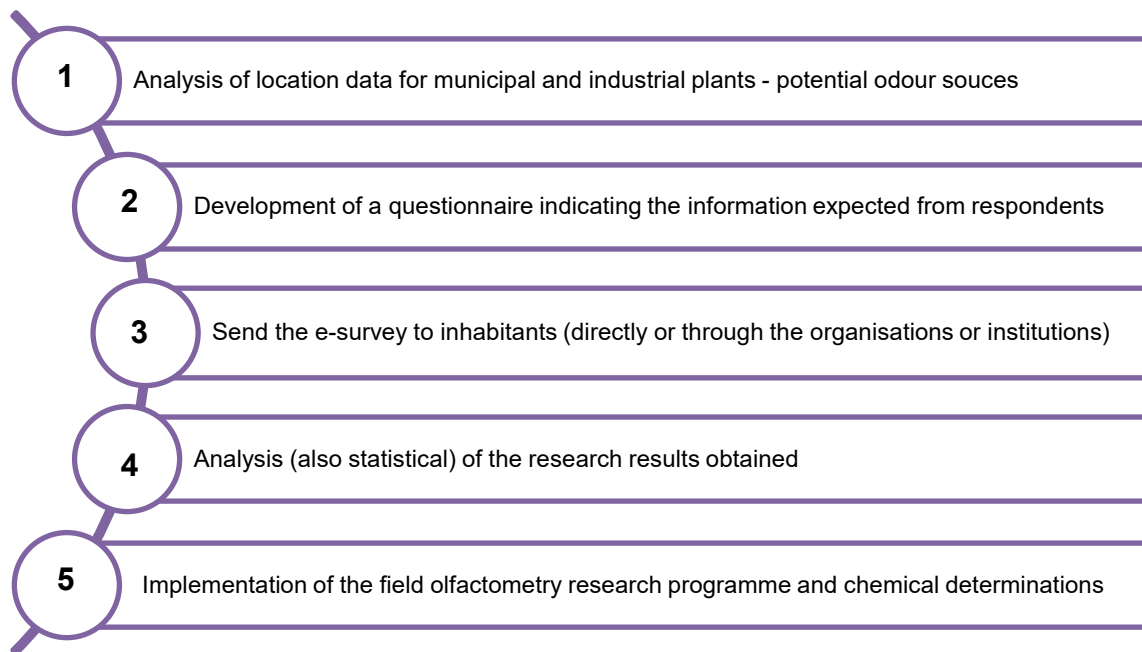 1
Analysis of location data for municipal and industrial plants - potential odour souces
2
Development of a questionnaire indicating the information expected from respondents
3
Send the e-survey to inhabitants (directly or through the organisations or institutions)
4
Analysis (also statistical) of the research results obtained
5
Implementation of the field olfactometry research programme and chemical determinations